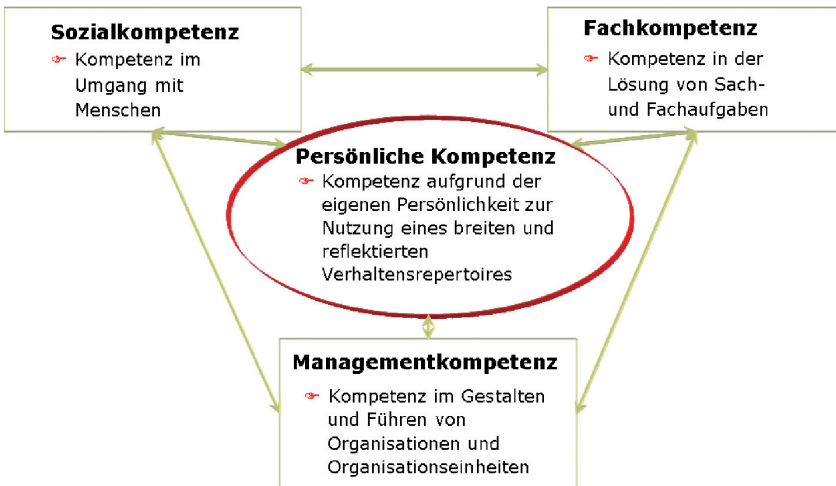 Sozialkompetenz
☞ Kompetenz im
Umgang mit
Menschen
Fachkompetenz
☞ Kompetenz in der
Lösung von Sach-
und Fachaufgaben
Persönliche Kompetenz
☞ Kompetenz aufgrund der
eigenen Persönlichkeit zur
Nutzung eines breiten und
reflektierten
Verhaltensrepertoires
Managementkompetenz
☞ Kompetenz im Gestalten
und Führen von
Organisationen und
Organisationseinheiten